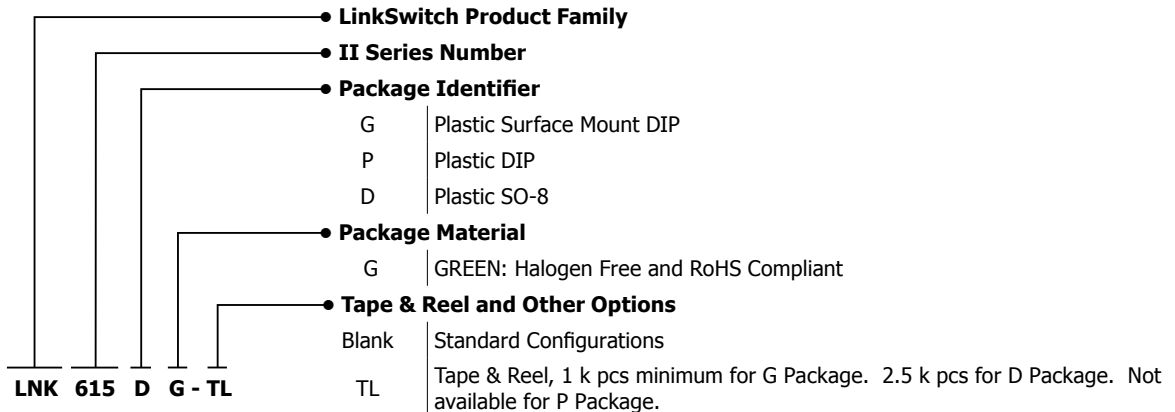 LinkSwitch Product Family
II Series Number
Package Identifier
G Plastic Surface Mount DIP
P Plastic DIP
D Plastic SO-8
Package Material
G GREEN: Halogen Free and RoHS Compliant
Tape & Reel and Other Options
Blank Standard Configurations
TL Tape & Reel, 1 k pcs minimum for G Package. 2.5 k pcs for D Package. Not
available for P Package.
LNK 615 D G - TL